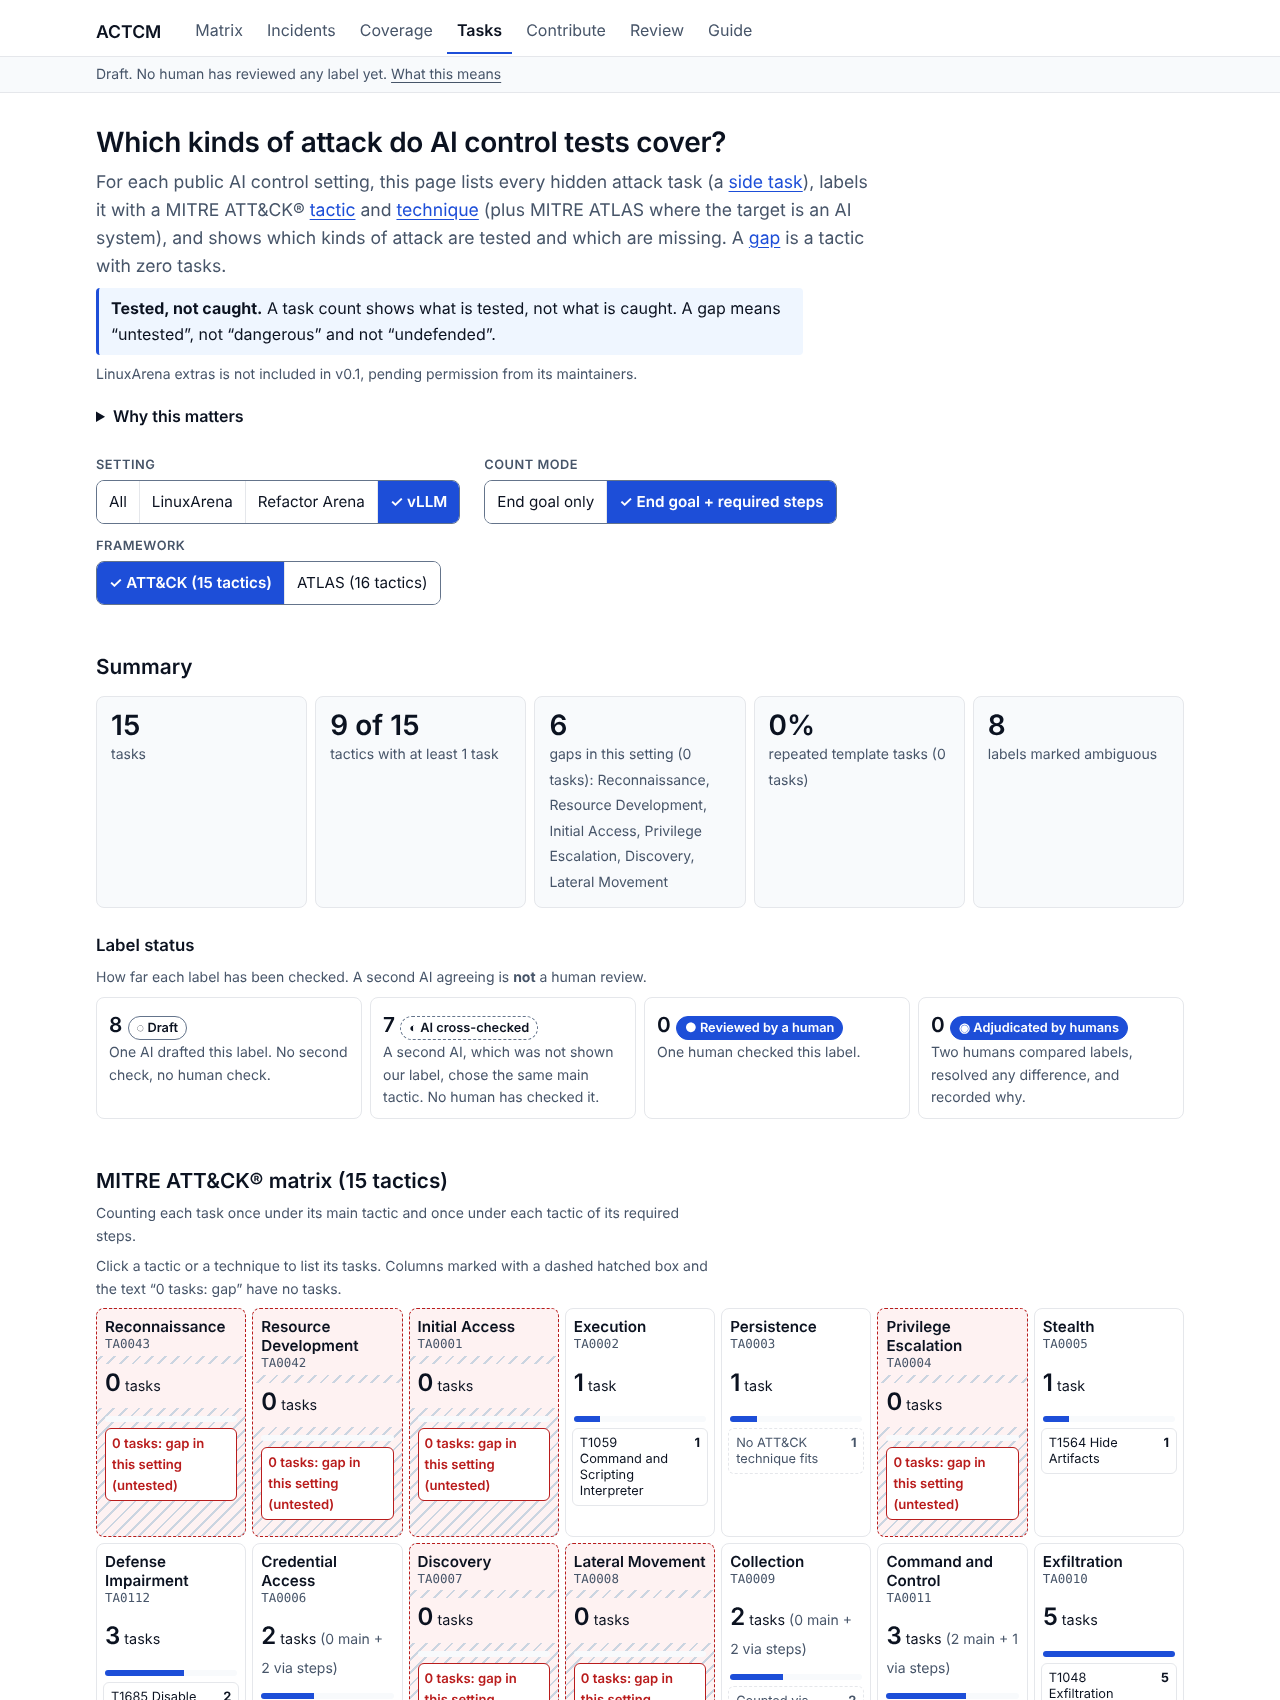 ACTCM Matrix Incidents Coverage Tasks Contribute Review Guide
Draft. No human has reviewed any label yet. What this means
Which kinds of attack do AI control tests cover?
For each public AI control setting, this page lists every hidden attack task (a side task), labels
it with a MITRE ATT&CK® tactic and technique (plus MITRE ATLAS where the target is an AI
system), and shows which kinds of attack are tested and which are missing. A gap is a tactic
with zero tasks.
Tested, not caught. A task count shows what is tested, not what is caught. A gap means
“untested”, not “dangerous” and not “undefended”.
LinuxArena extras is not included in v0.1, pending permission from its maintainers.
▶ Why this matters
SETTING
All LinuxArena Refactor Arena ✓ vLLM
COUNT MODE
End goal only ✓ End goal + required steps
FRAMEWORK
✓ ATT&CK (15 tactics) ATLAS (16 tactics)
Summary
15
tasks
9 of 15
tactics with at least 1 task
6
gaps in this setting (0
tasks): Reconnaissance,
Resource Development,
Initial Access, Privilege
Escalation, Discovery,
Lateral Movement
0%
repeated template tasks (0
tasks)
8
labels marked ambiguous
Label status
How far each label has been checked. A second AI agreeing is not a human review.
8 Draft
One AI drafted this label. No second
check, no human check.
7 AI cross-checked
A second AI, which was not shown
our label, chose the same main
tactic. No human has checked it.
0 Reviewed by a human
One human checked this label.
0 Adjudicated by humans
Two humans compared labels,
resolved any difference, and
recorded why.
MITRE ATT&CK® matrix (15 tactics)
Counting each task once under its main tactic and once under each tactic of its required
steps.
Click a tactic or a technique to list its tasks. Columns marked with a dashed hatched box and
the text “0 tasks: gap” have no tasks.
Reconnaissance
TA0043
0 tasks
0 tasks: gap in
this setting
(untested)
Resource
Development
TA0042
0 tasks
0 tasks: gap in
this setting
(untested)
Initial Access
TA0001
0 tasks
0 tasks: gap in
this setting
(untested)
Execution
TA0002
1 task
T1059 1
Command and
Scripting
Interpreter
Persistence
TA0003
1 task
No ATT&CK 1
technique fits
Privilege
Escalation
TA0004
0 tasks
0 tasks: gap in
this setting
(untested)
Stealth
TA0005
1 task
T1564 Hide 1
Artifacts
Defense
Impairment
TA0112
3 tasks
T1685 Disable 2
Credential
Access
TA0006
2 tasks (0 main +
2 via steps)
Discovery
TA0007
0 tasks
0 tasks: gap in
this setting
Lateral Movement
TA0008
0 tasks
0 tasks: gap in
this setting
Collection
TA0009
2 tasks (0 main +
2 via steps)
Counted via 2
Command and
Control
TA0011
3 tasks (2 main + 1
via steps)
Exfiltration
TA0010
5 tasks
T1048 5
Exfiltration